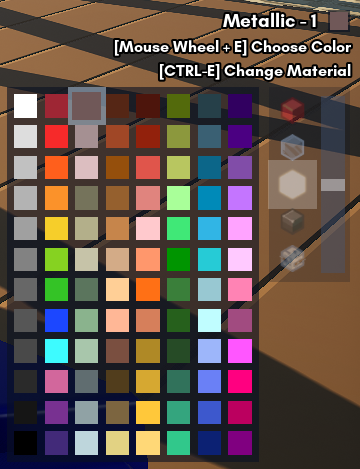 Metallic - 1
[Mouse Wheel + E] Choose Color
[CTRL-E] Change Material